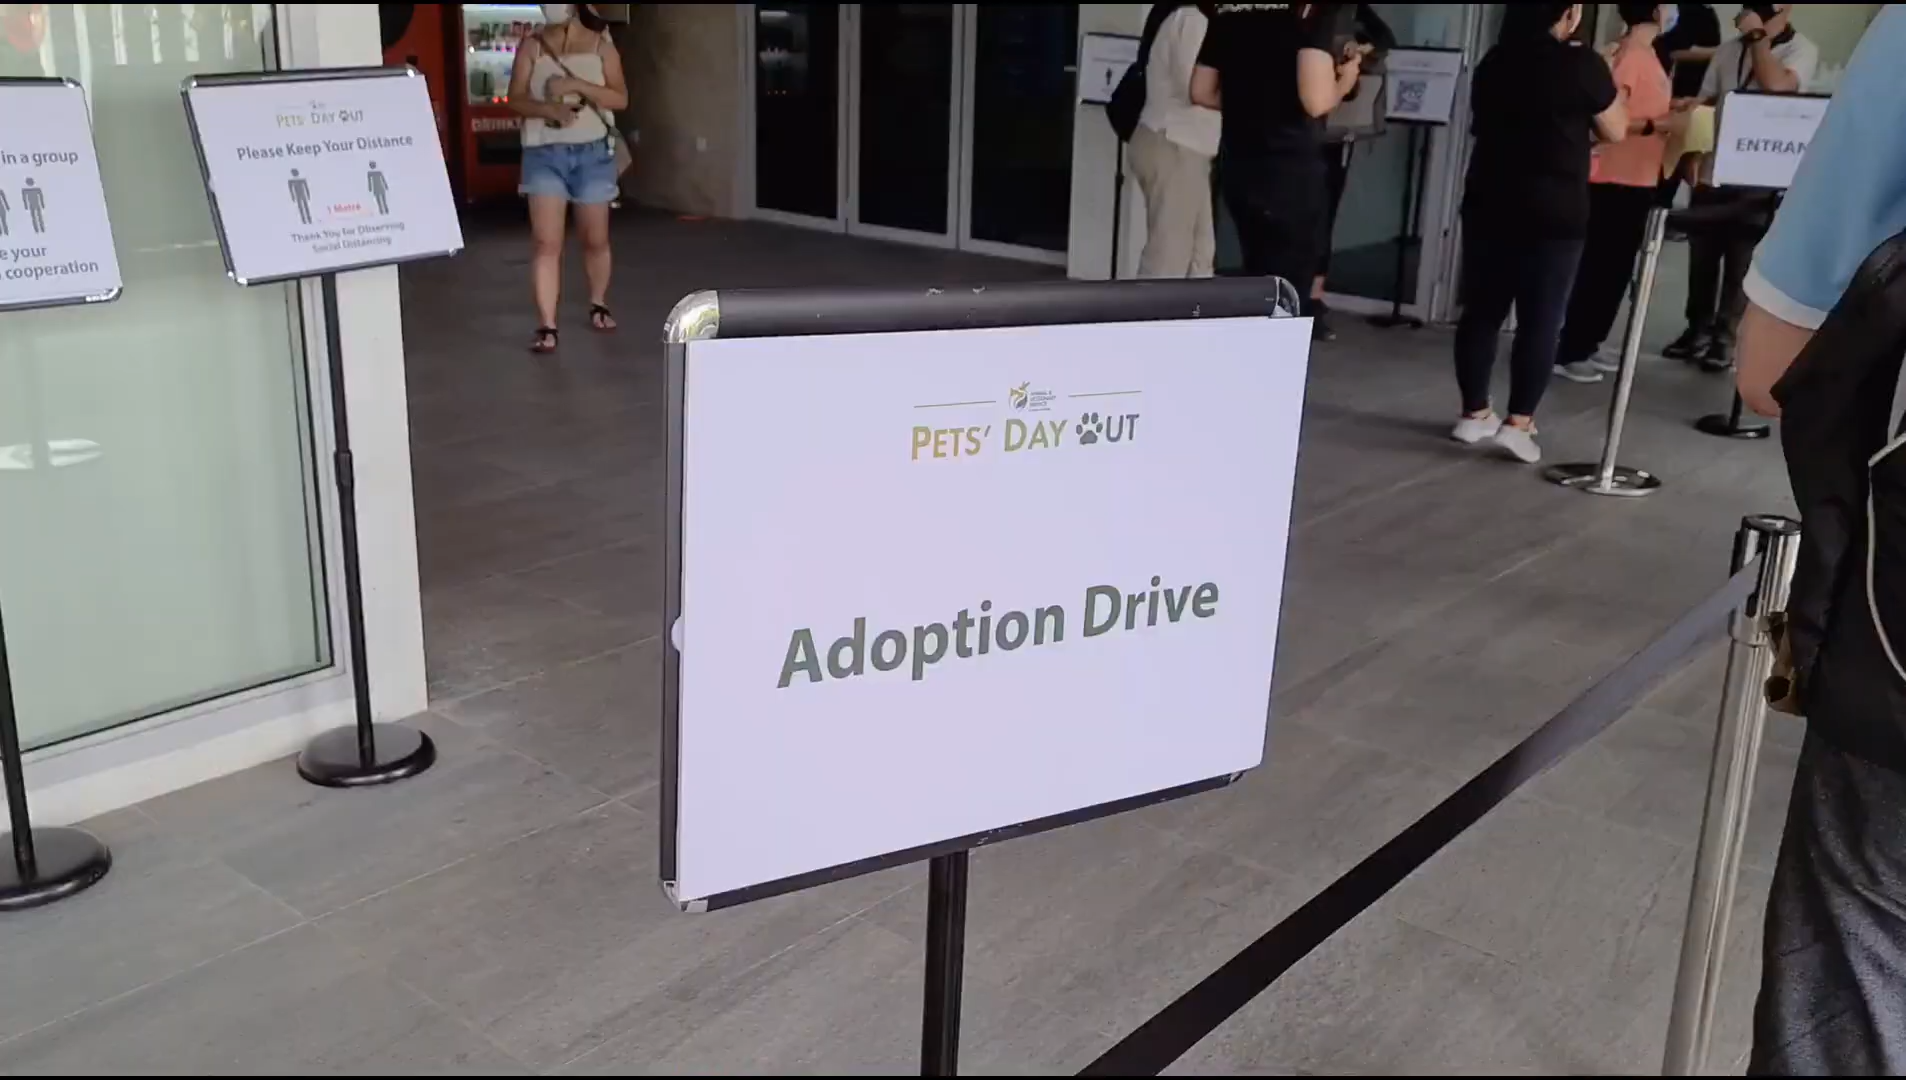 in a group
e your
cooperation
PETS' DAY OUT
Please Keep Your Distance
1 Metre
Thank You for Observing
Social Distancing
DRINK
ENTRAN
PETS' DAY OUT
Adoption Drive